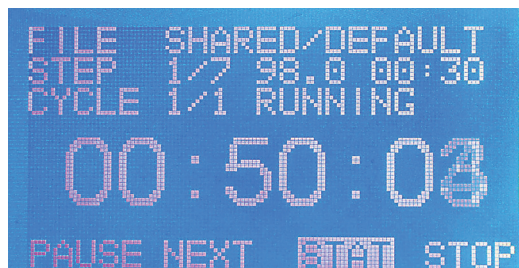 FILE SHARED/DEFAULT
STEP 1/7 98.0 00:30
CYCLE 1/1 RUNNING
00:50:0
PAUSE NEXT STAT STOP